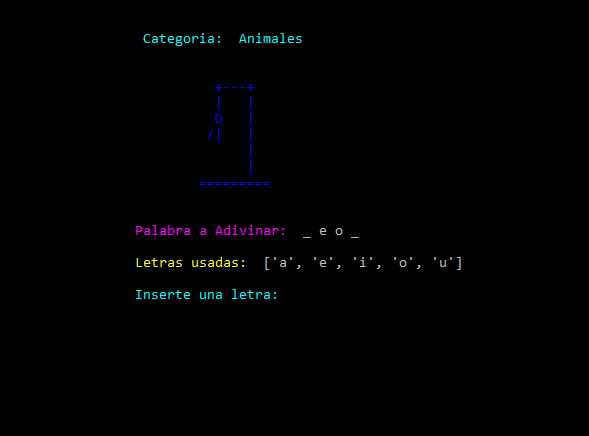 Categoria: Animales
+---+
|   |
O   |
/|   |
|
|
=========
Palabra a Adivinar: _ e o _
Letras usadas: ['a', 'e', 'i', 'o', 'u']
Inserte una letra: